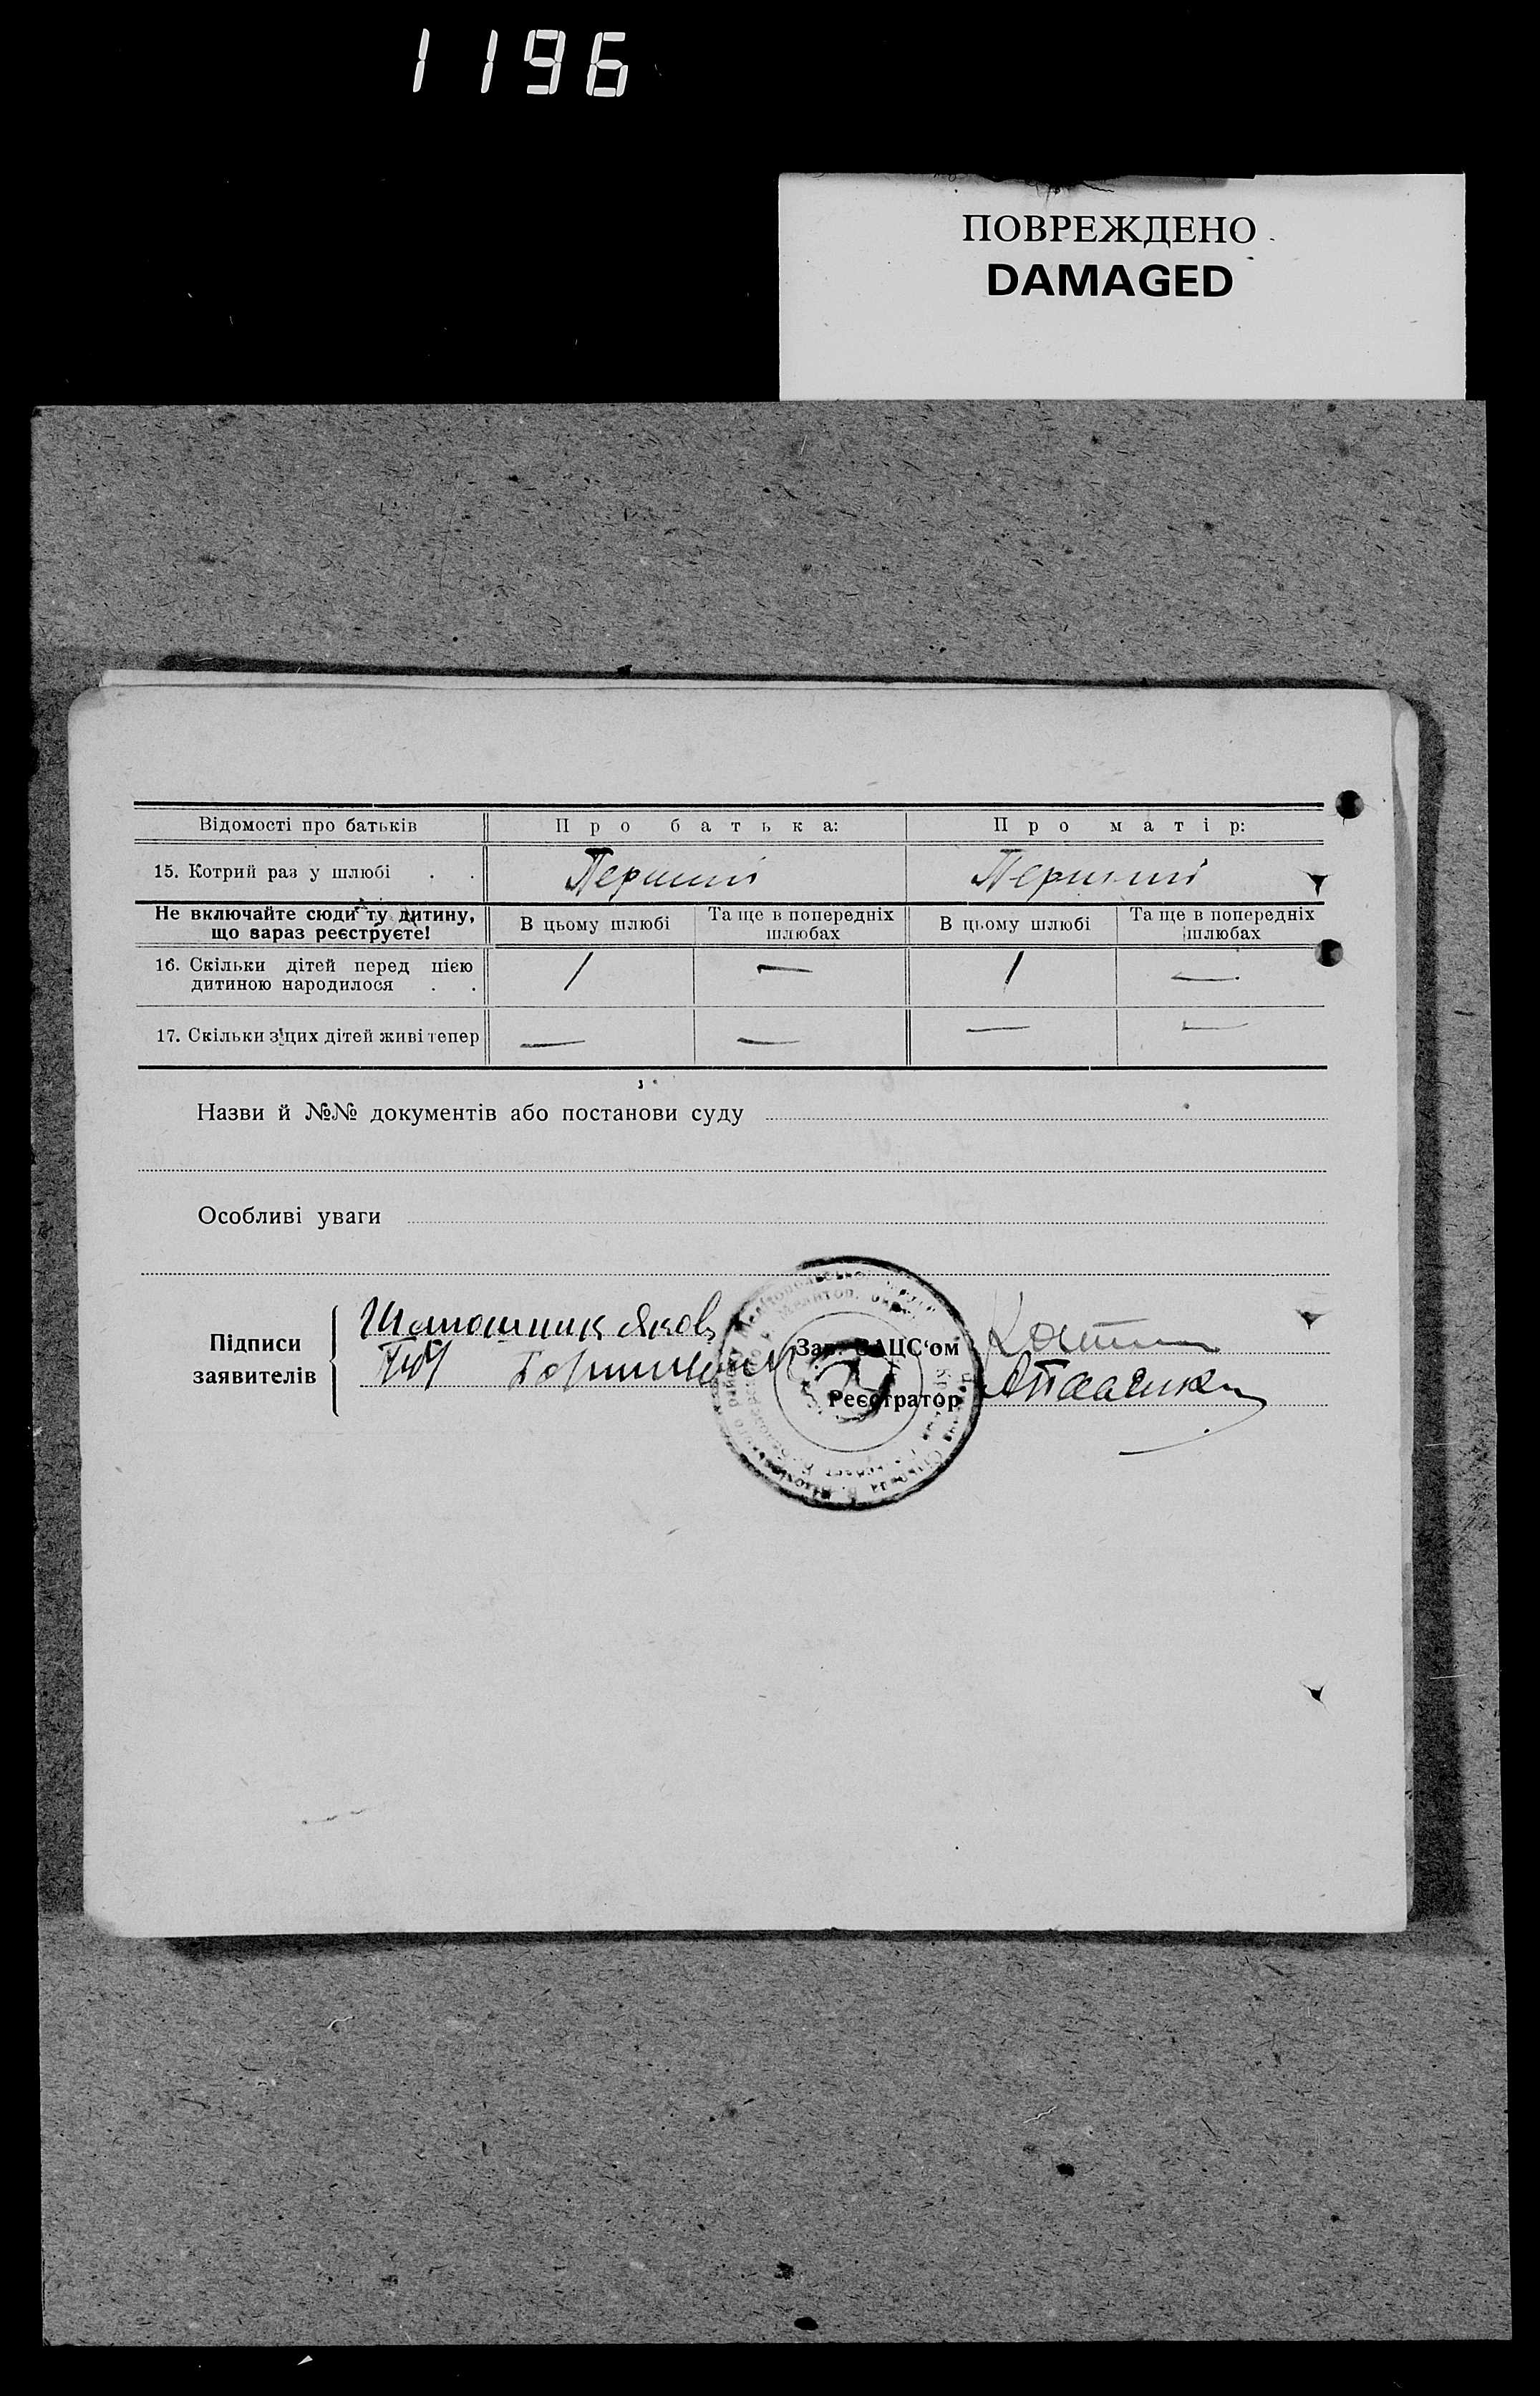 1196
ПОВРЕЖДЕНО
DAMAGED
Відомості про батьків Про батька: Про матір:
15. Котрий раз у шлюбі . . Перший Перший
Не включайте сюди ту дитину, що зараз реєструєте! В цьому шлюбі Та ще в попередніх шлюбах В цьому шлюбі Та ще в попередніх шлюбах
16. Скільки дітей перед цією
дитиною народилося . . 1 — 1 —
17. Скільки з цих дітей живі тепер — — — —
Назви й №№ документів або постанови суду
Особливі уваги
Підписи
заявителів
Яков
Зав. ЗАЦС'ом
Реєстратор